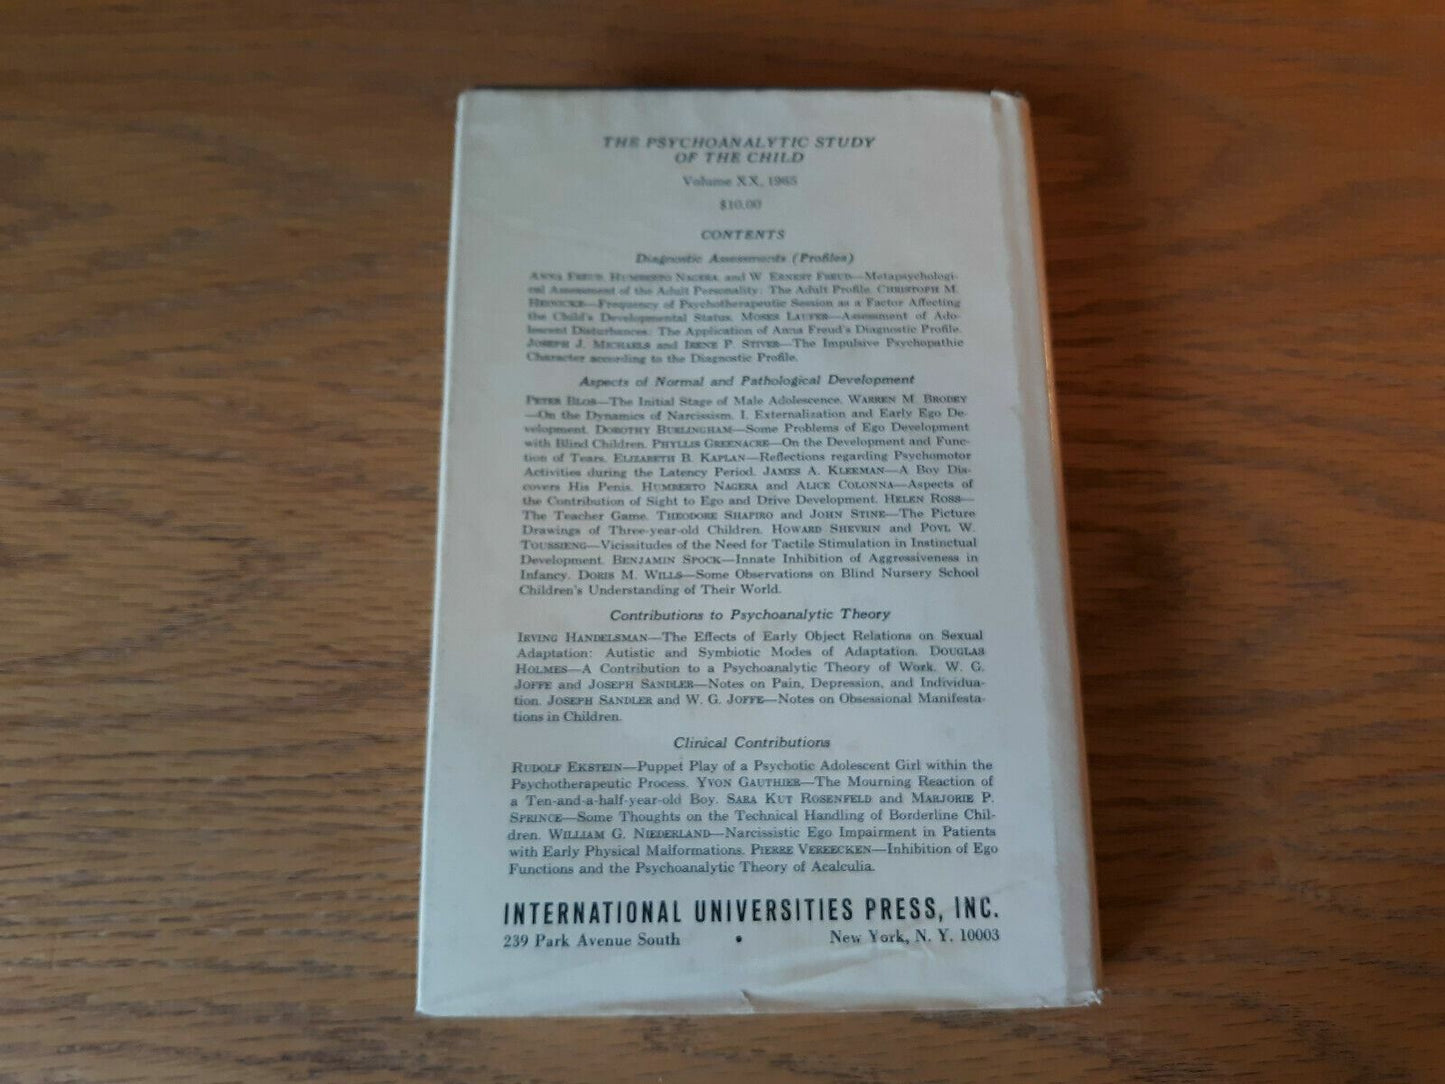 THE PSYCHOANALYTIC STUDY
OF THE CHILD
Volume XX, 1965
$10.00
CONTENTS
Diagnostic Assessments (Profiles)
ANNA FREUD, HUMBERTO NAGERA, and W. ERNEST FREUD—Metapsychologi-
cal Assessment of the Adult Personality: The Adult Profile. CHRISTOPH M.
HEINICKE—Frequency of Psychotherapeutic Session as a Factor Affecting
the Child's Developmental Status. MOSES LAUFER—Assessment of Ado-
lescent Disturbances: The Application of Anna Freud's Diagnostic Profile.
JOSEPH J. MICHAELS and IRENE P. STIVER—The Impulsive Psychopathic
Character according to the Diagnostic Profile.
Aspects of Normal and Pathological Development
PETER BLOS—The Initial Stage of Male Adolescence. WARREN M. BRODEY
—On the Dynamics of Narcissism. I. Externalization and Early Ego De-
velopment. DOROTHY BURLINGHAM—Some Problems of Ego Development
with Blind Children. PHYLLIS GREENACRE—On the Development and Func-
tion of Tears. ELIZABETH B. KAPLAN—Reflections regarding Psychomotor
Activities during the Latency Period. JAMES A. KLEEMAN—A Boy Dis-
covers His Penis. HUMBERTO NAGERA and ALICE COLONNA—Aspects of
the Contribution of Sight to Ego and Drive Development. HELEN ROSS—
The Teacher Game. THEODORE SHAPIRO and JOHN STINE—The Picture
Drawings of Three-year-old Children. HOWARD SHEVRIN and POVL W.
TOUSSIENG—Vicissitudes of the Need for Tactile Stimulation in Instinctual
Development. BENJAMIN SPOCK—Innate Inhibition of Aggressiveness in
Infancy. DORIS M. WILLS—Some Observations on Blind Nursery School
Children's Understanding of Their World.
Contributions to Psychoanalytic Theory
IRVING HANDELSMAN—The Effects of Early Object Relations on Sexual
Adaptation: Autistic and Symbiotic Modes of Adaptation. DOUGLAS
HOLMES—A Contribution to a Psychoanalytic Theory of Work. W. G.
JOFFE and JOSEPH SANDLER—Notes on Pain, Depression, and Individua-
tion. JOSEPH SANDLER and W. G. JOFFE—Notes on Obsessional Manifesta-
tions in Children.
Clinical Contributions
RUDOLF EKSTEIN—Puppet Play of a Psychotic Adolescent Girl within the
Psychotherapeutic Process. YVON GAUTHIER—The Mourning Reaction of
a Ten-and-a-half-year-old Boy. SARA KUT ROSENFELD and MARJORIE P.
SPRINCE—Some Thoughts on the Technical Handling of Borderline Chil-
dren. WILLIAM G. NIEDERLAND—Narcissistic Ego Impairment in Patients
with Early Physical Malformations. PIERRE VEREECKEN—Inhibition of Ego
Functions and the Psychoanalytic Theory of Acalculia.
INTERNATIONAL UNIVERSITIES PRESS, INC.
239 Park Avenue South • New York, N. Y. 10003